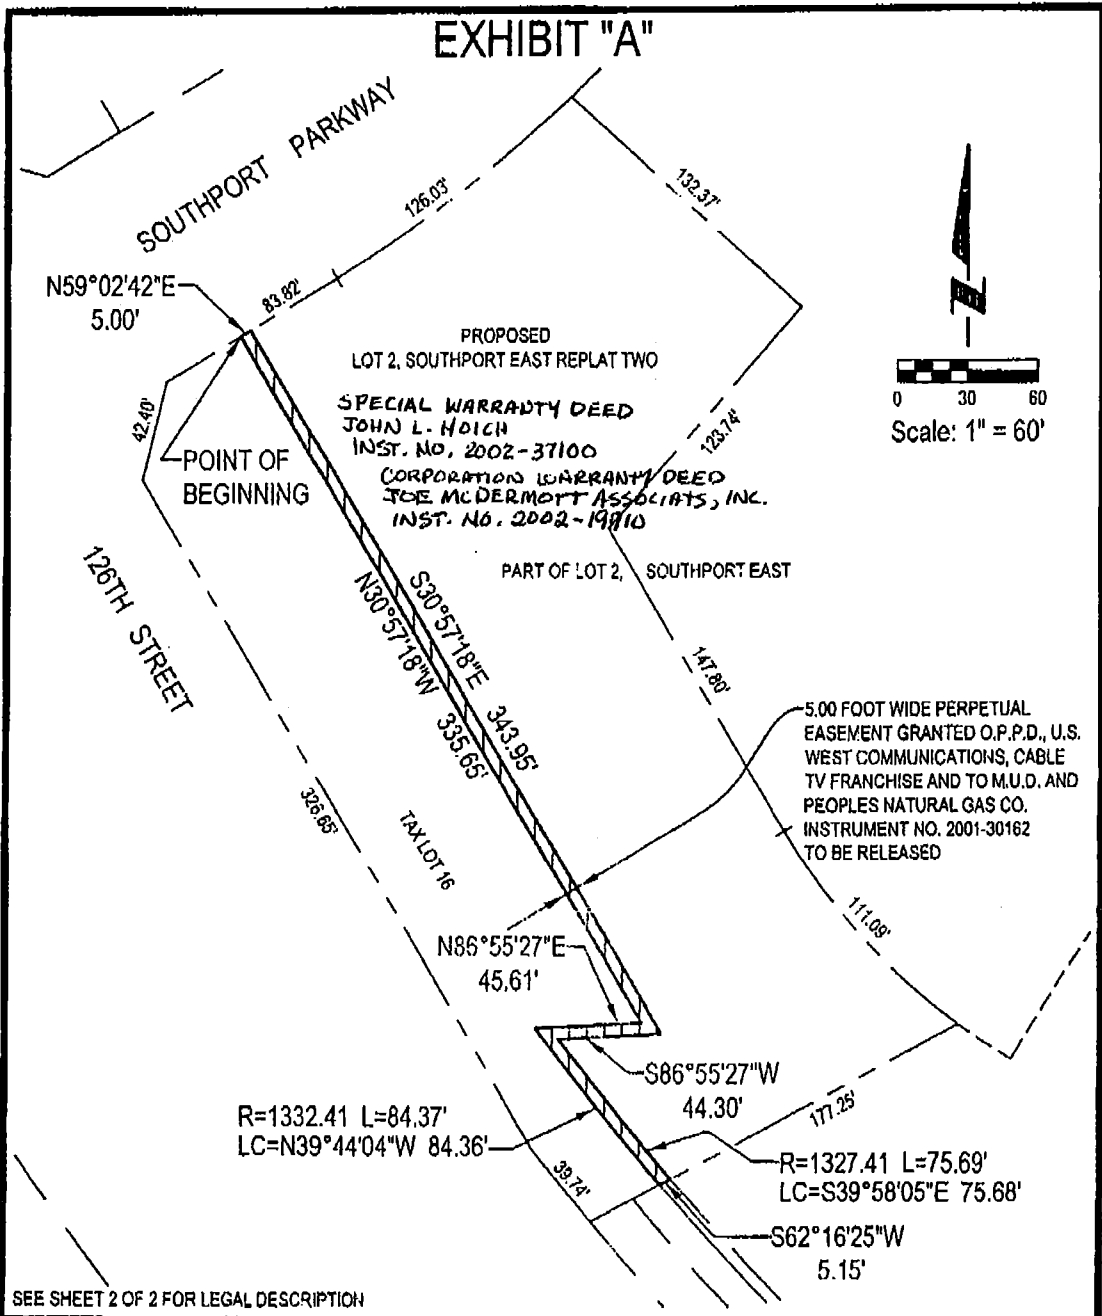 EXHIBIT "A"
SOUTHPORT PARKWAY
126.03'
132.37'
N59°02'42"E
5.00'
83.82'
PROPOSED
LOT 2, SOUTHPORT EAST REPLAT TWO
0 30 60
Scale: 1" = 60'
SPECIAL WARRANTY DEED
JOHN L. HOICH
INST. NO. 2002-37100
42.40'
123.74'
POINT OF
BEGINNING
CORPORATION WARRANTY DEED
JOE McDERMOTT ASSOCIATS, INC.
INST. NO.
PART OF LOT 2, SOUTHPORT EAST
126TH STREET
S30°57'18"E 343.95'
N30°57'18"W 335.65'
147.80'
5.00 FOOT WIDE PERPETUAL
EASEMENT GRANTED O.P.P.D., U.S.
WEST COMMUNICATIONS, CABLE
TV FRANCHISE AND TO M.U.D. AND
PEOPLES NATURAL GAS CO.
INSTRUMENT NO. 2001-30162
TO BE RELEASED
326.65'
TAX LOT 16
111.09'
N86°55'27"E
45.61'
S86°55'27"W
44.30'
R=1332.41 L=84.37'
LC=N39°44'04"W 84.36'
177.25'
39.74'
R=1327.41 L=75.69'
LC=S39°58'05"E 75.68'
S62°16'25"W
5.15'
SEE SHEET 2 OF 2 FOR LEGAL DESCRIPTION